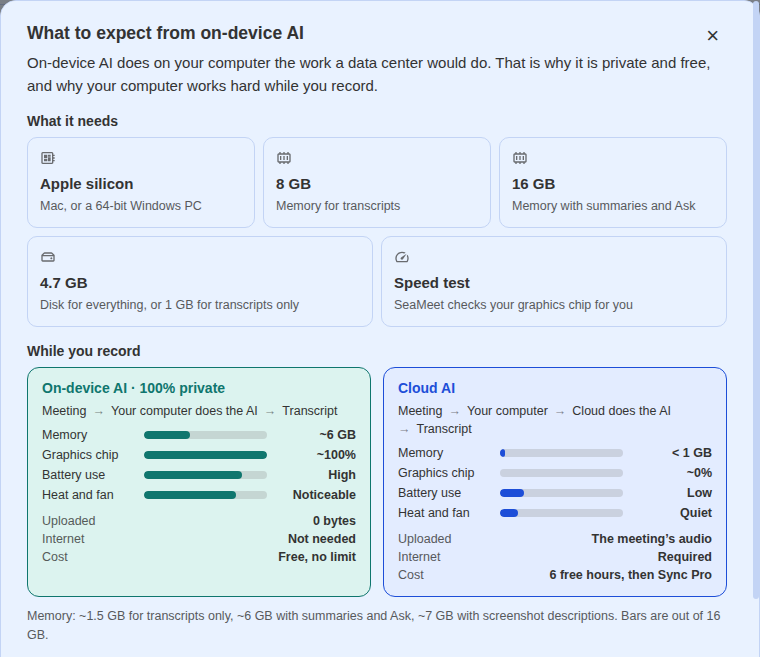 What to expect from on-device AI
On-device AI does on your computer the work a data center would do. That is why it is private and free,
and why your computer works hard while you record.
What it needs
Apple silicon
Mac, or a 64-bit Windows PC
8 GB
Memory for transcripts
16 GB
Memory with summaries and Ask
4.7 GB
Disk for everything, or 1 GB for transcripts only
Speed test
SeaMeet checks your graphics chip for you
While you record
On-device AI · 100% private
Meeting → Your computer does the AI → Transcript
Memory ~6 GB
Graphics chip ~100%
Battery use High
Heat and fan Noticeable
Uploaded 0 bytes
Internet Not needed
Cost Free, no limit
Cloud AI
Meeting → Your computer → Cloud does the AI
→ Transcript
Memory < 1 GB
Graphics chip ~0%
Battery use Low
Heat and fan Quiet
Uploaded The meeting’s audio
Internet Required
Cost 6 free hours, then Sync Pro
Memory: ~1.5 GB for transcripts only, ~6 GB with summaries and Ask, ~7 GB with screenshot descriptions. Bars are out of 16
GB.